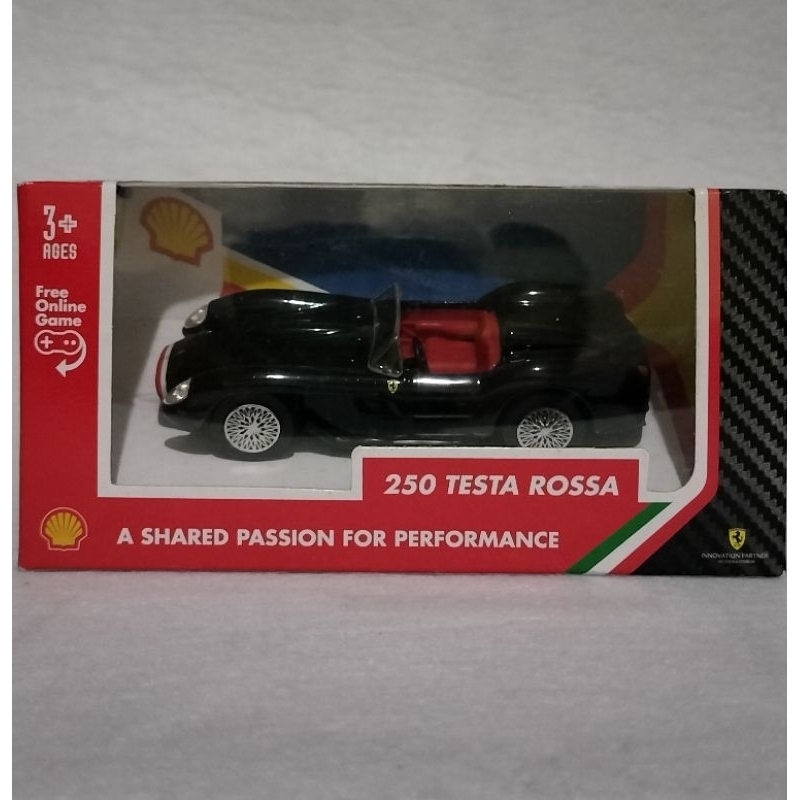 3+
AGES
Free
Online
Game
250 TESTA ROSSA
A SHARED PASSION FOR PERFORMANCE
INNOVATION PARTNER